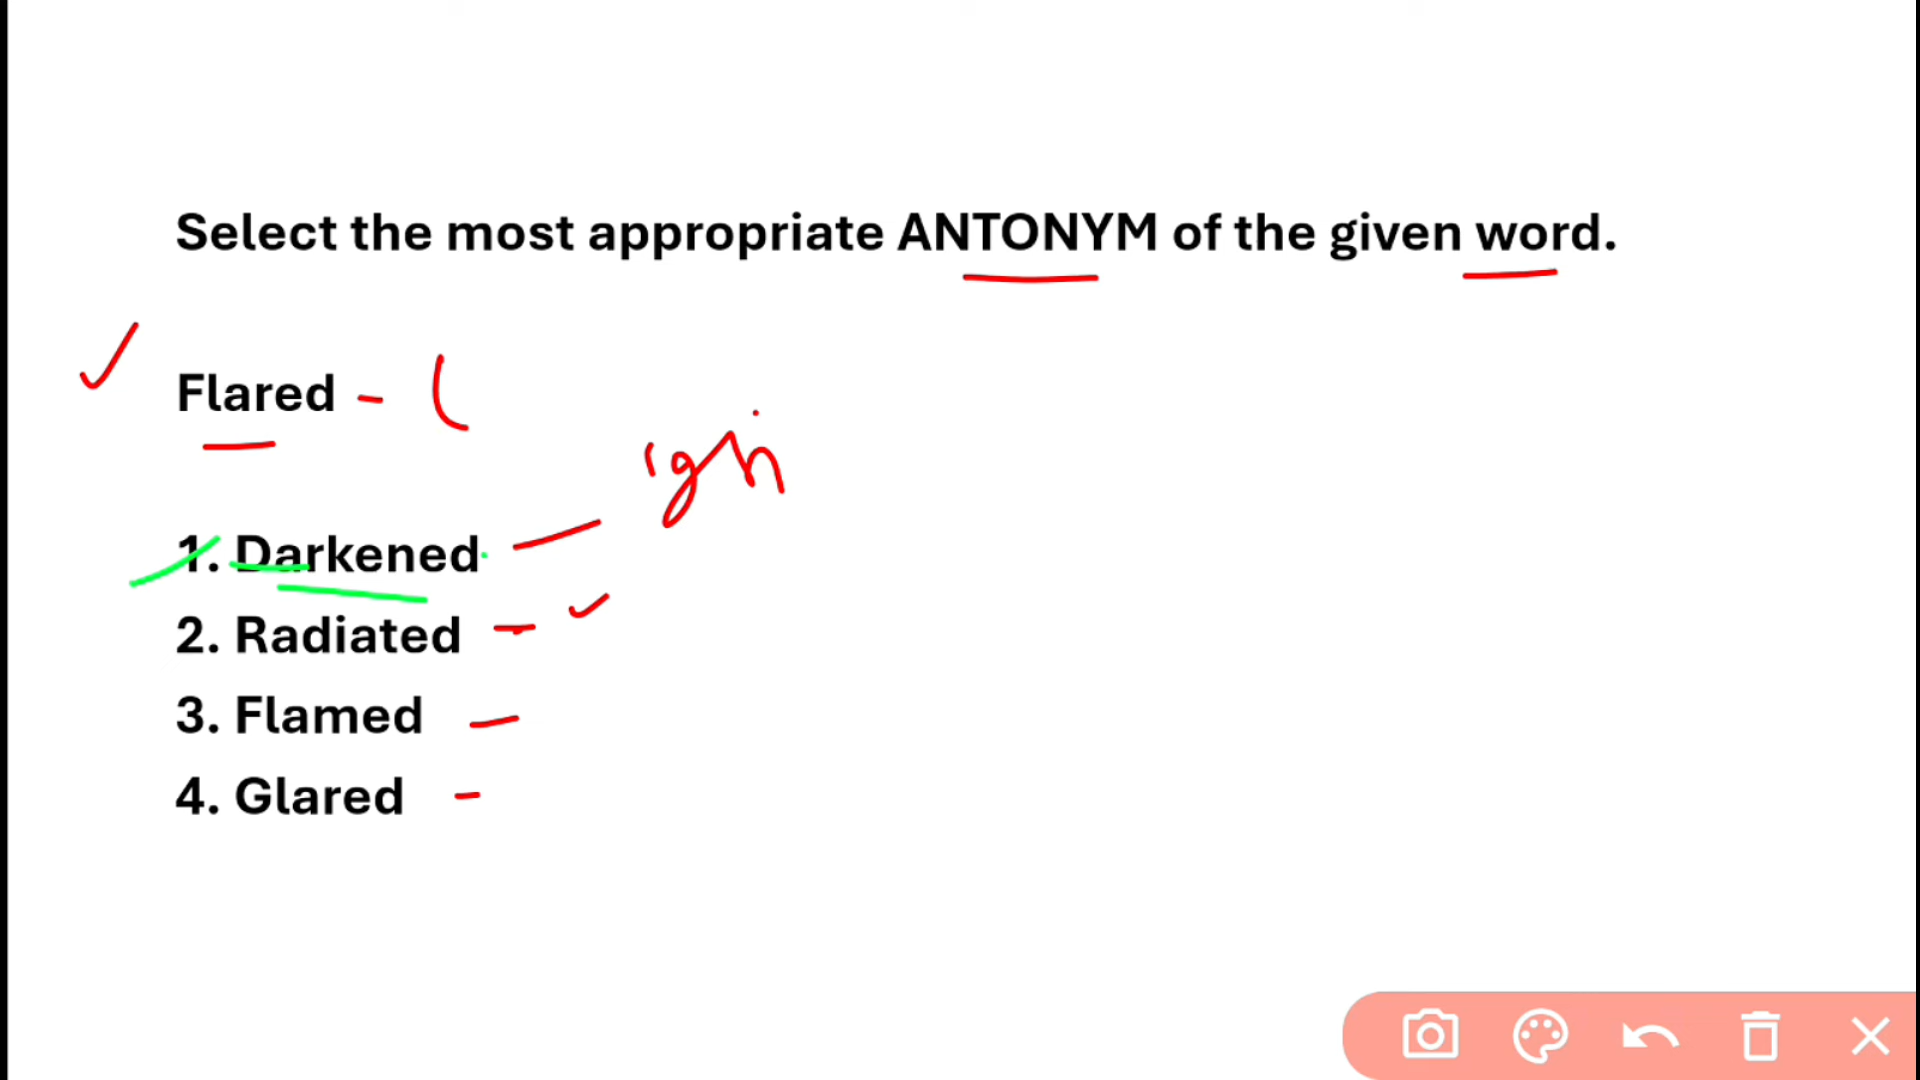 Select the most appropriate ANTONYM of the given word.
Flared -
1. Darkened
2. Radiated
3. Flamed
4. Glared